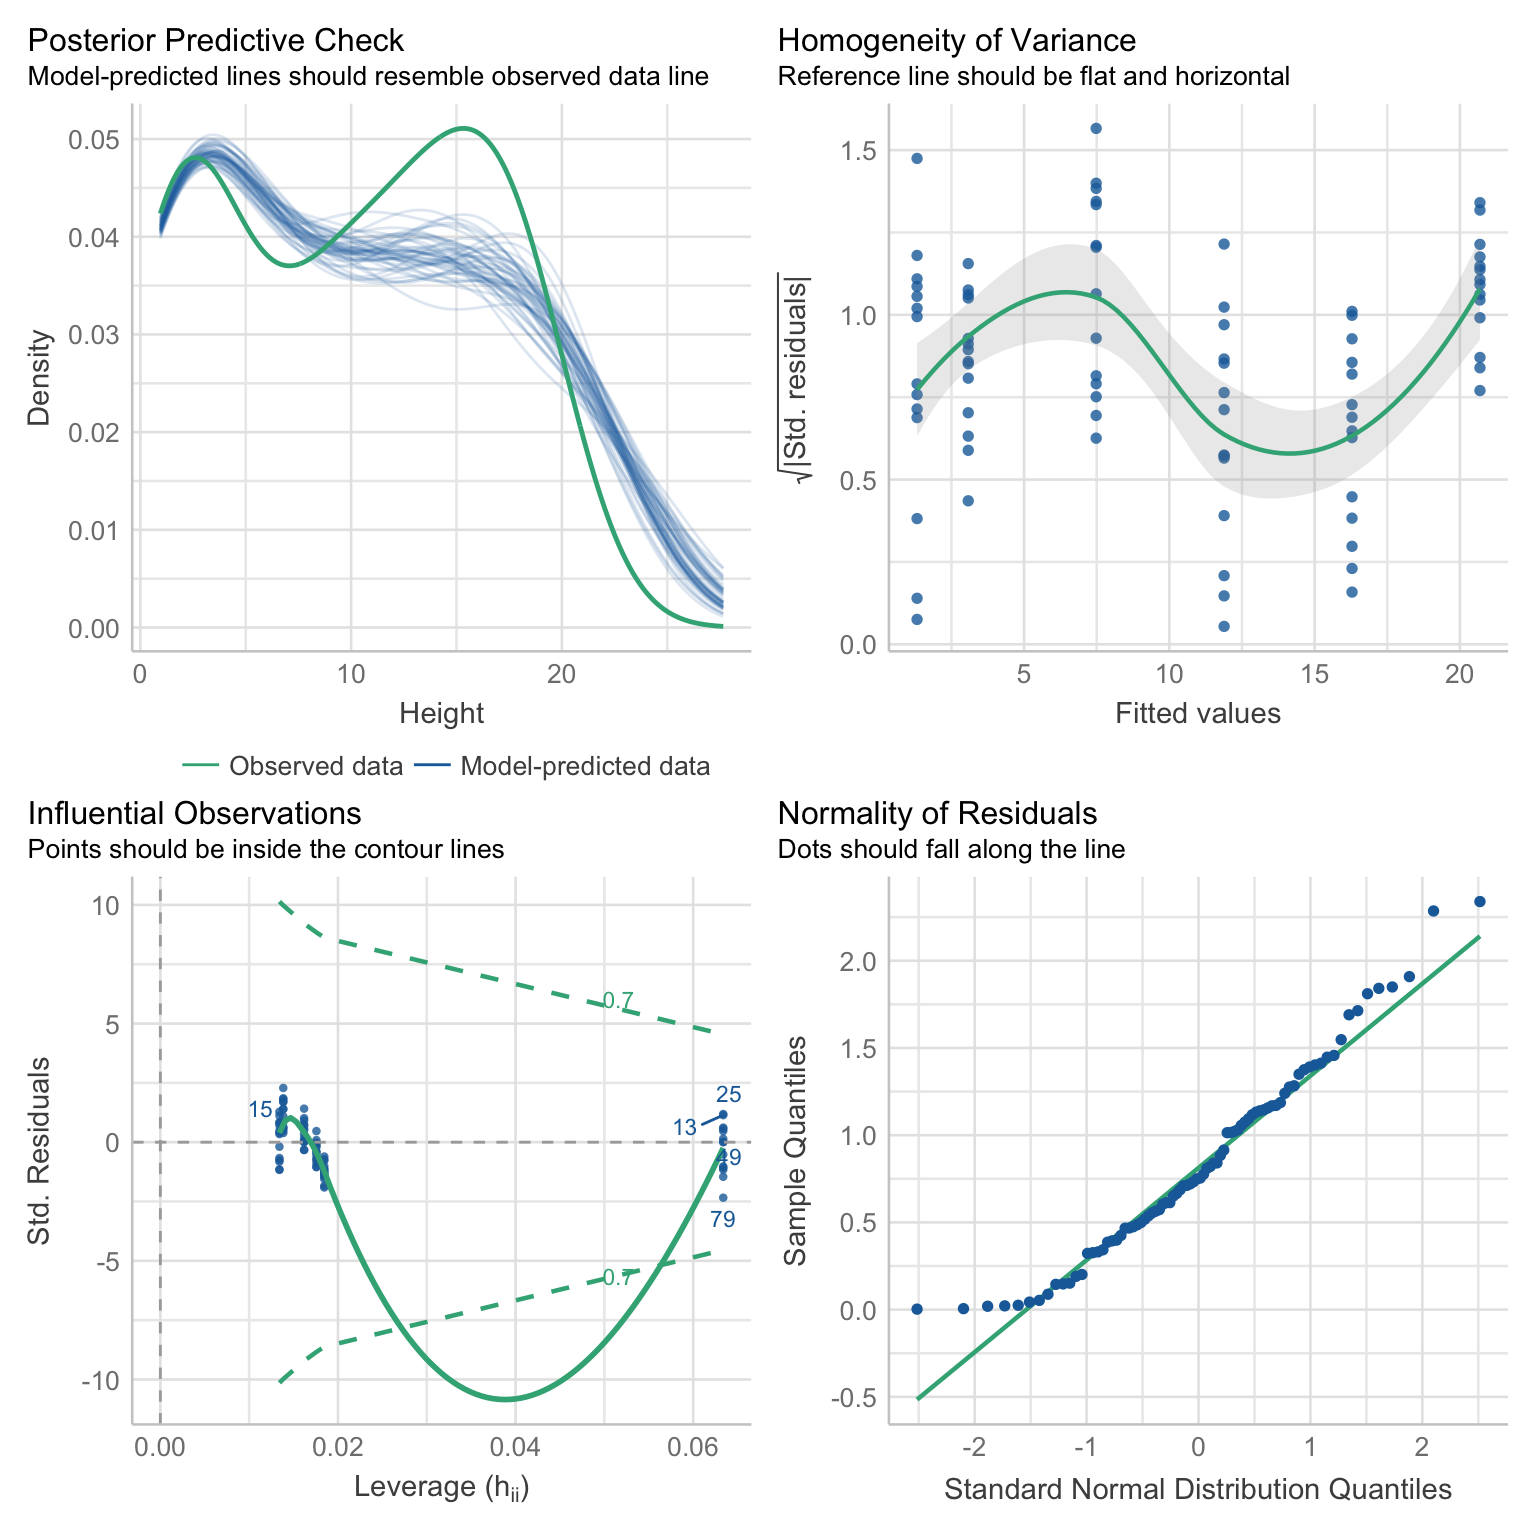 Posterior Predictive Check
Model-predicted lines should resemble observed data line
0.05
0.04
0.03
0.02
0.01
0.00
Density
0 10 20
Height
Observed data Model-predicted data
Homogeneity of Variance
Reference line should be flat and horizontal
1.5
1.0
0.5
0.0
√|Std. residuals|
5 10 15 20
Fitted values
Influential Observations
Points should be inside the contour lines
10
5
0
-5
-10
Std. Residuals
0.7
15
25
13
49
79
0.7
0.00 0.02 0.04 0.06
Leverage (hii)
Normality of Residuals
Dots should fall along the line
2.0
1.5
1.0
0.5
0.0
-0.5
Sample Quantiles
-2 -1 0 1 2
Standard Normal Distribution Quantiles